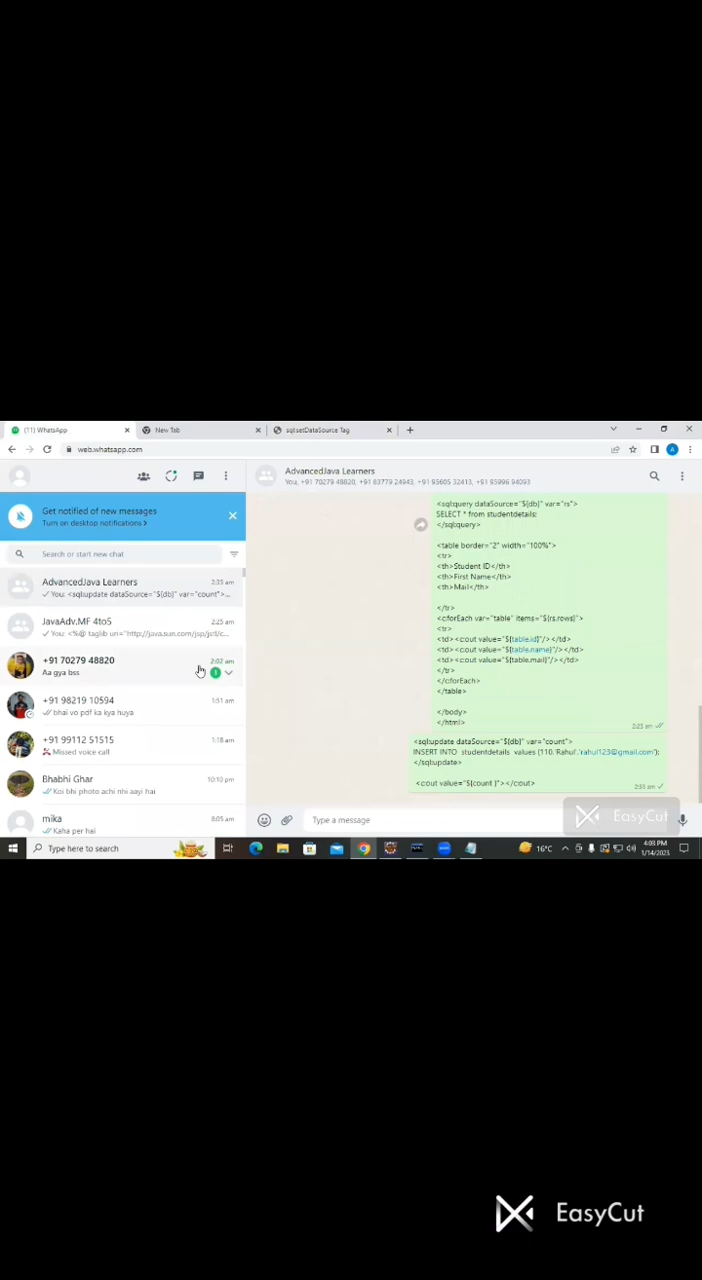 (11) WhatsApp
New Tab
sql:setDataSource Tag
web.whatsapp.com
A
Get notified of new messages
Turn on desktop notifications >
Search or start new chat
AdvancedJava Learners
2:35 am
You: <sql:update dataSource="${db}" var="count">...
JavaAdv.MF 4to5
2:25 am
You: <%@ taglib uri="http://java.sun.com/jsp/jstl/c...
+91 70279 48820
2:02 am
Aa gya bss
1
+91 98219 10594
1:51 am
bhai vo pdf ka kya huya
+91 99112 51515
1:18 am
Missed voice call
Bhabhi Ghar
10:10 pm
Koi bhi photo achi nhi aayi hai
mika
8:05 am
Kaha per hai
AdvancedJava Learners
You, +91 70279 48820, +91 83779 24943, +91 95605 32413, +91 95996 94093
<sql:query dataSource="${db}" var="rs">
SELECT * from studentdetails;
</sql:query>
<table border="2" width="100%">
<tr>
<th>Student ID</th>
<th>First Name</th>
<th>Mail</th>
</tr>
<c:forEach var="table" items="${rs.rows}">
<tr>
<td><c:out value="${table.id}"/></td>
<td><c:out value="${table.name}"/></td>
<td><c:out value="${table.mail}"/></td>
</tr>
</c:forEach>
</table>
</body>
</html>
2:25 am
<sql:update dataSource="${db}" var="count">
INSERT INTO studentdetails values (110,'Rahul','rahul123@gmail.com');
</sql:update>
<c:out value="${count }"></c:out>
2:35 am
Type a message
EasyCut
Type here to search
16°C
4:03 PM
1/14/2023
EasyCut